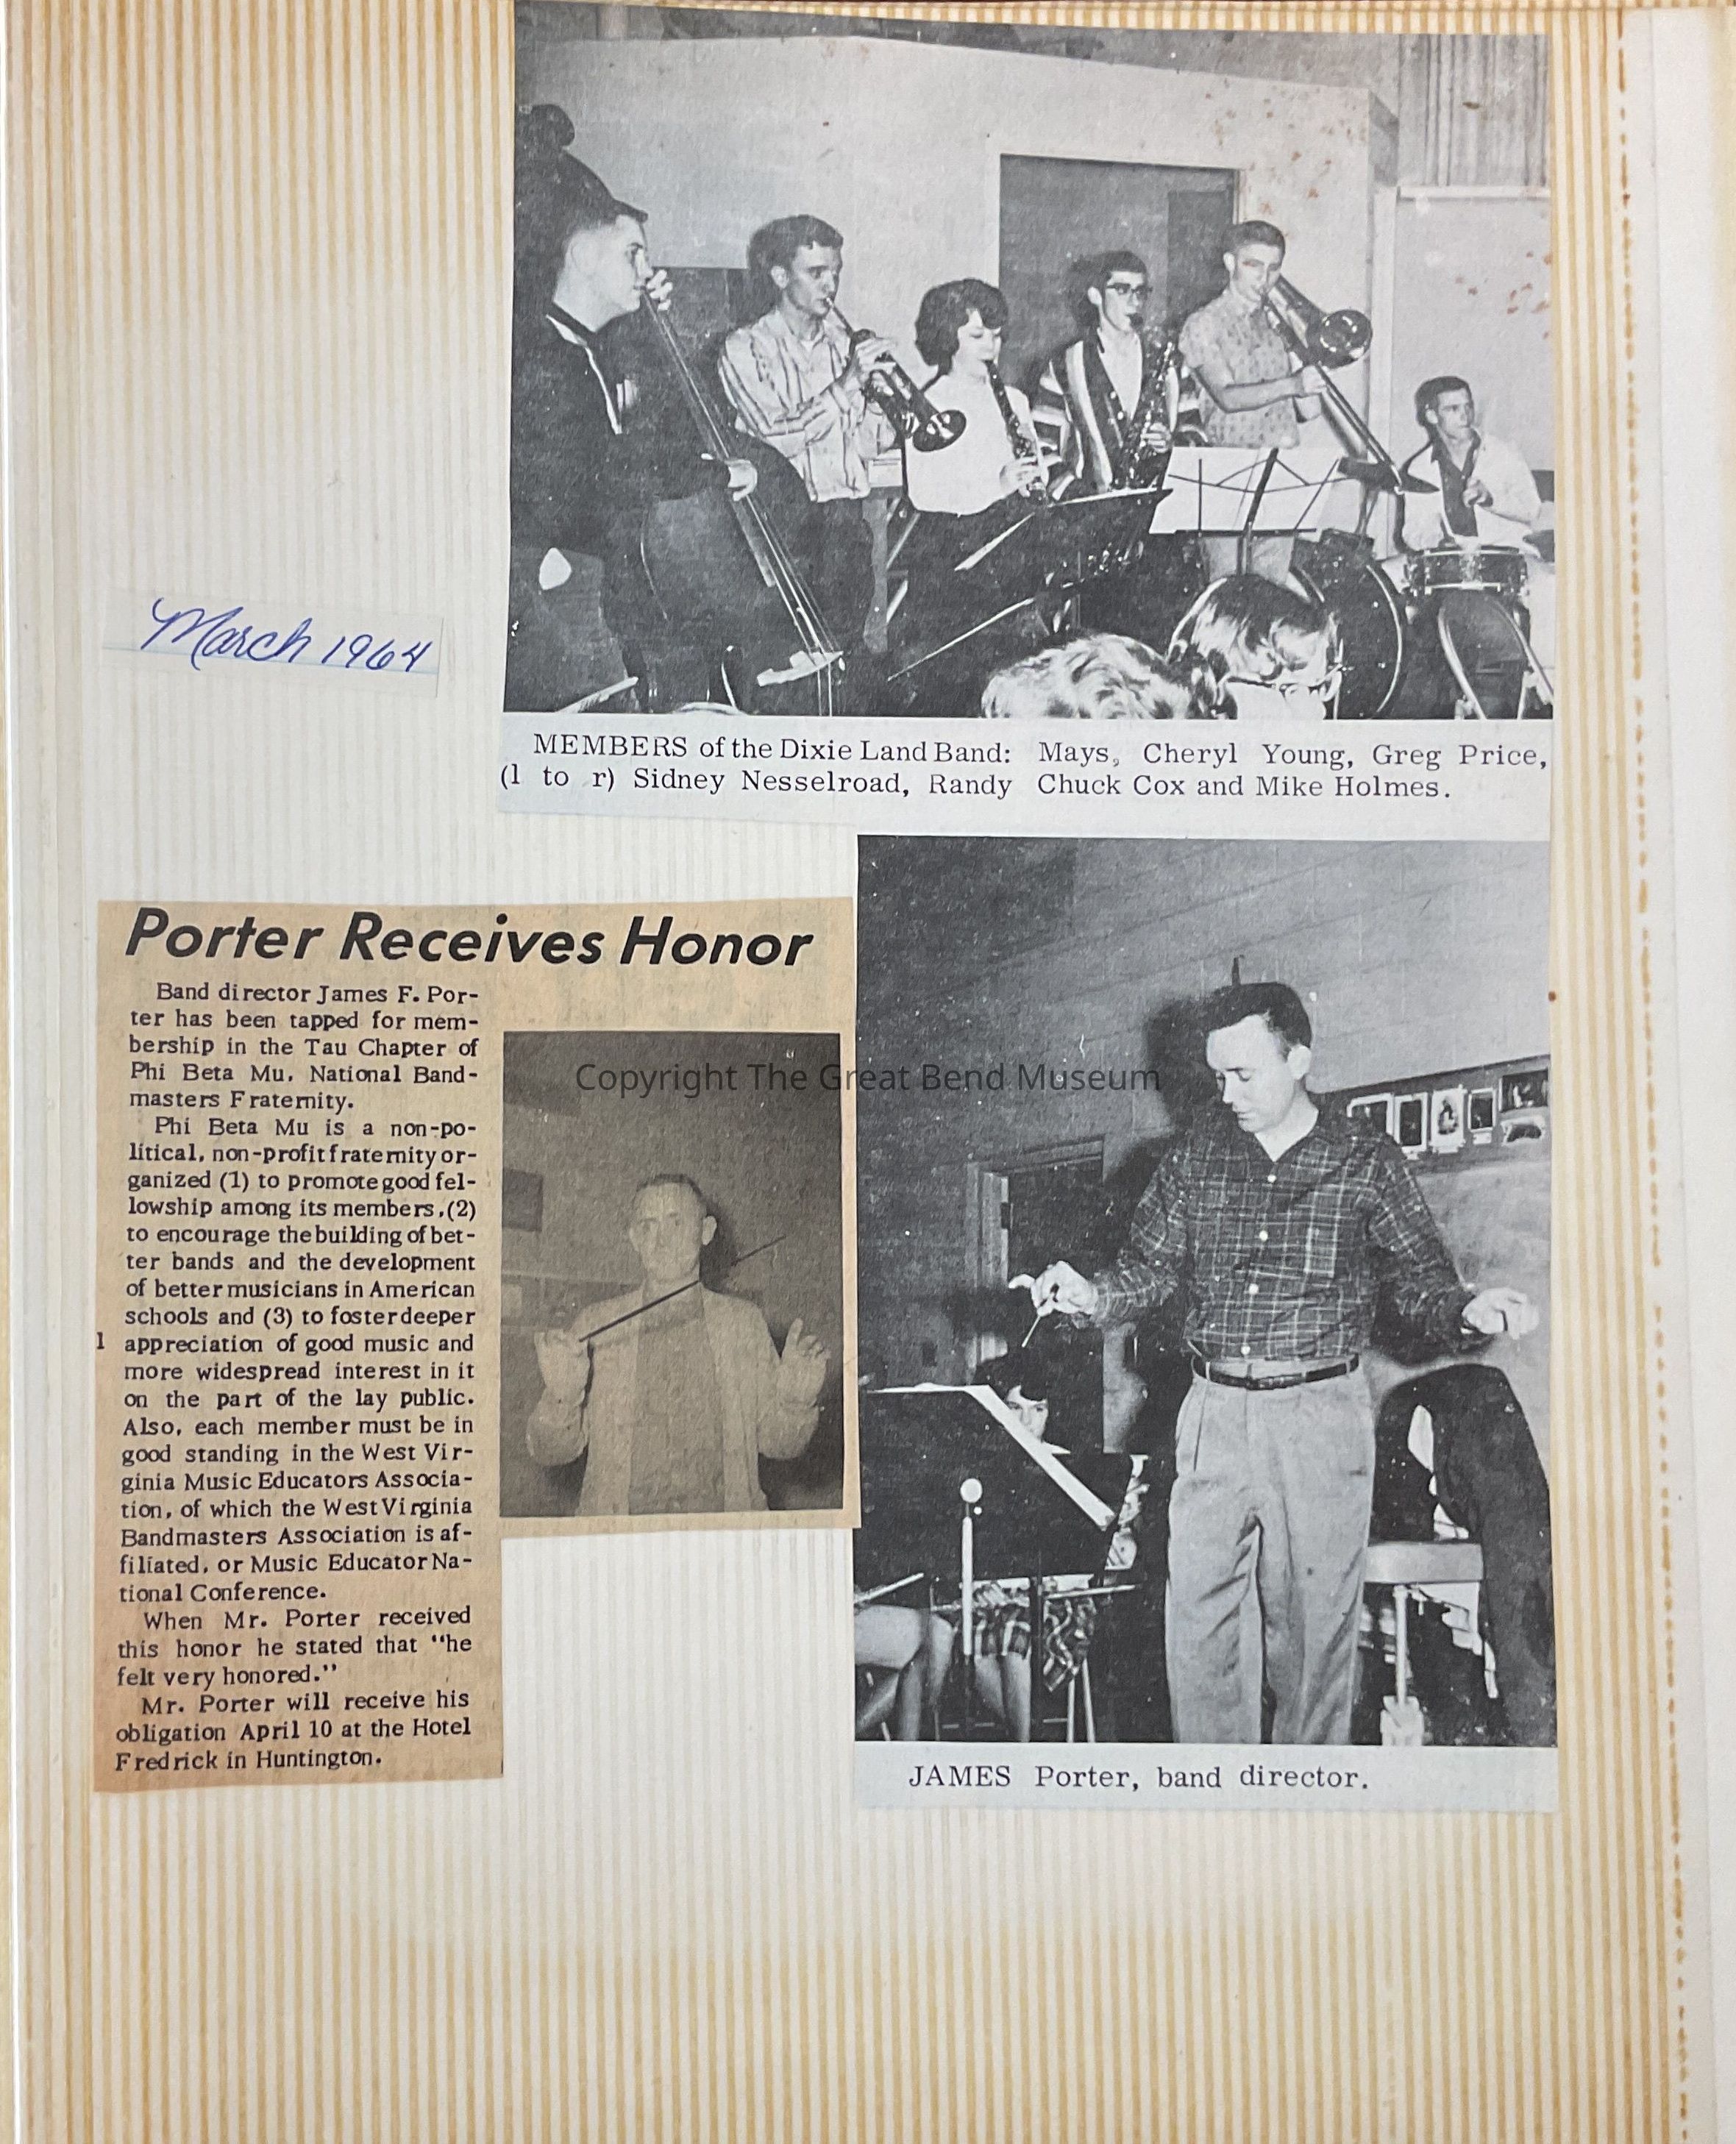 March 1964
MEMBERS of the Dixie Land Band:
(l to r) Sidney Nesselroad, Randy
Mays, Cheryl Young, Greg Price,
Chuck Cox and Mike Holmes.
Porter Receives Honor
Band director James F. Por-
ter has been tapped for mem-
bership in the Tau Chapter of
Phi Beta Mu, National Band-
masters Fraternity.
Phi Beta Mu is a non-po-
litical, non-profit fraternity or-
ganized (1) to promote good fel-
lowship among its members, (2)
to encourage the building of bet-
ter bands and the development
of better musicians in American
schools and (3) to foster deeper
l appreciation of good music and
more widespread interest in it
on the part of the lay public.
Also, each member must be in
good standing in the West Vir-
ginia Music Educators Associa-
tion, of which the West Virginia
Bandmasters Association is af-
filiated, or Music Educator Na-
tional Conference.
When Mr. Porter received
this honor he stated that "he
felt very honored."
Mr. Porter will receive his
obligation April 10 at the Hotel
Fredrick in Huntington.
Copyright The Great Bend Museum
JAMES Porter, band director.